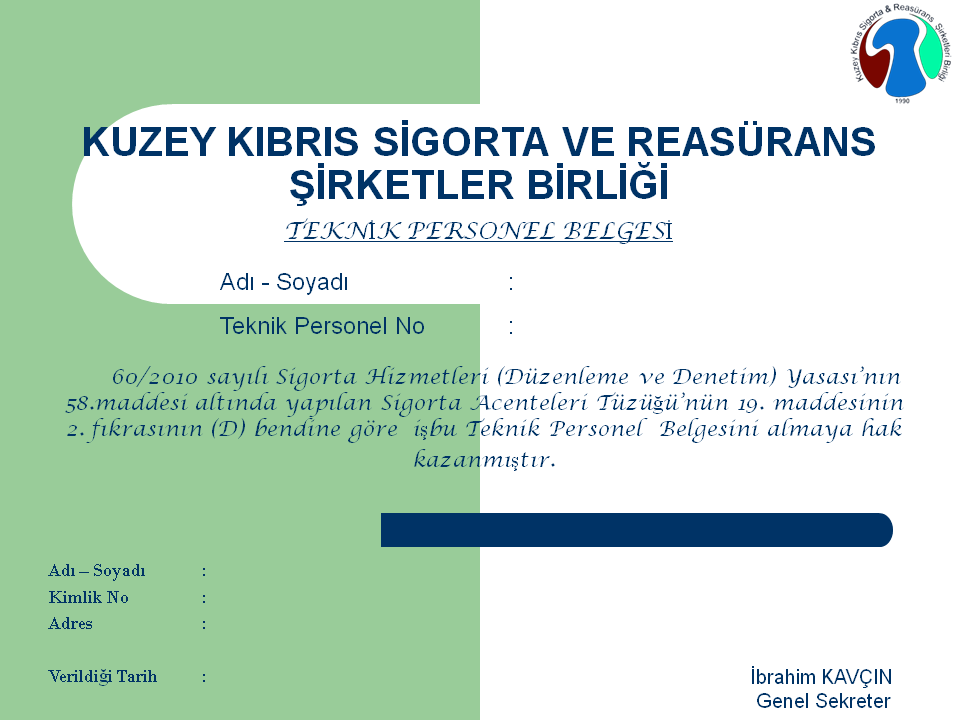 Kuzey Kıbrıs Sigorta & Reasürans Şirketleri Birliği
1990
KUZEY KIBRIS SİGORTA VE REASÜRANS
ŞİRKETLER BİRLİĞİ
TEKNİK PERSONEL BELGESİ
Adı - Soyadı :
Teknik Personel No :
60/2010 sayılı Sigorta Hizmetleri (Düzenleme ve Denetim) Yasası’nın
58.maddesi altında yapılan Sigorta Acenteleri Tüzüğü’nün 19. maddesinin
2. fıkrasının (D) bendine göre işbu Teknik Personel Belgesini almaya hak
kazanmıştır.
Adı – Soyadı :
Kimlik No :
Adres :
Verildiği Tarih :
İbrahim KAVÇIN
Genel Sekreter